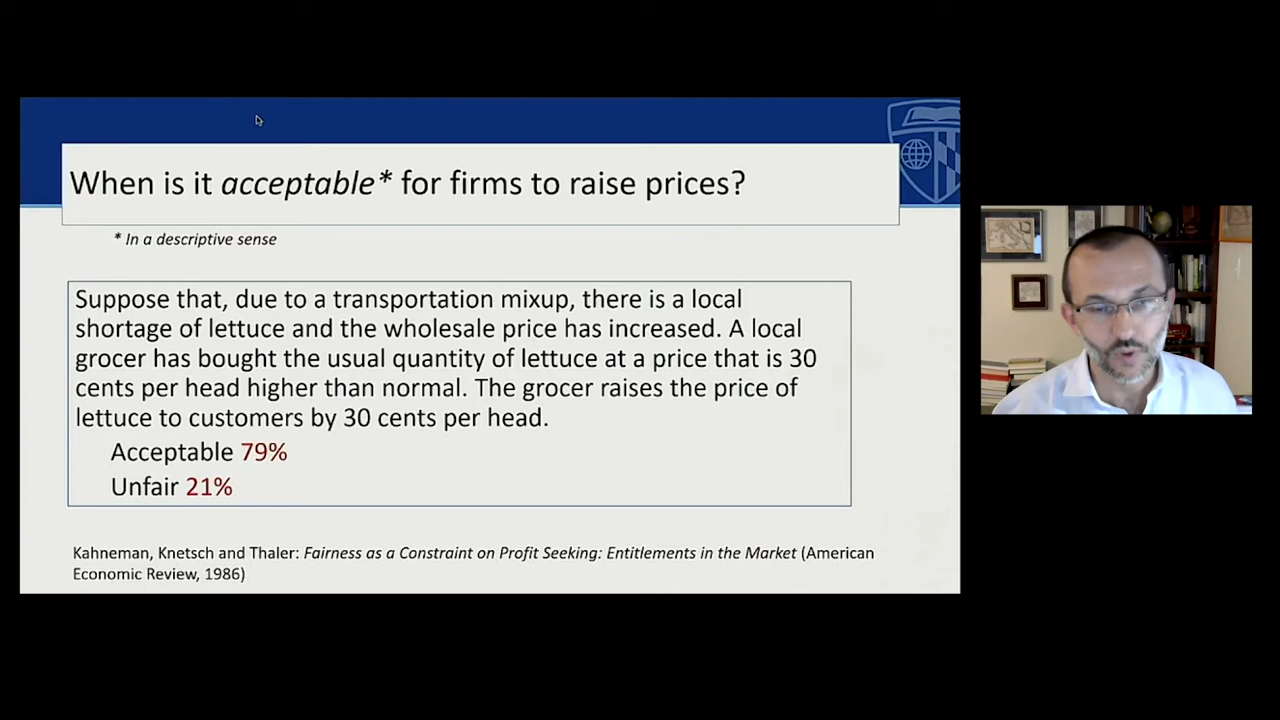 When is it acceptable* for firms to raise prices?
* In a descriptive sense
Suppose that, due to a transportation mixup, there is a local
shortage of lettuce and the wholesale price has increased. A local
grocer has bought the usual quantity of lettuce at a price that is 30
cents per head higher than normal. The grocer raises the price of
lettuce to customers by 30 cents per head.
Acceptable 79%
Unfair 21%
Kahneman, Knetsch and Thaler: Fairness as a Constraint on Profit Seeking: Entitlements in the Market (American
Economic Review, 1986)